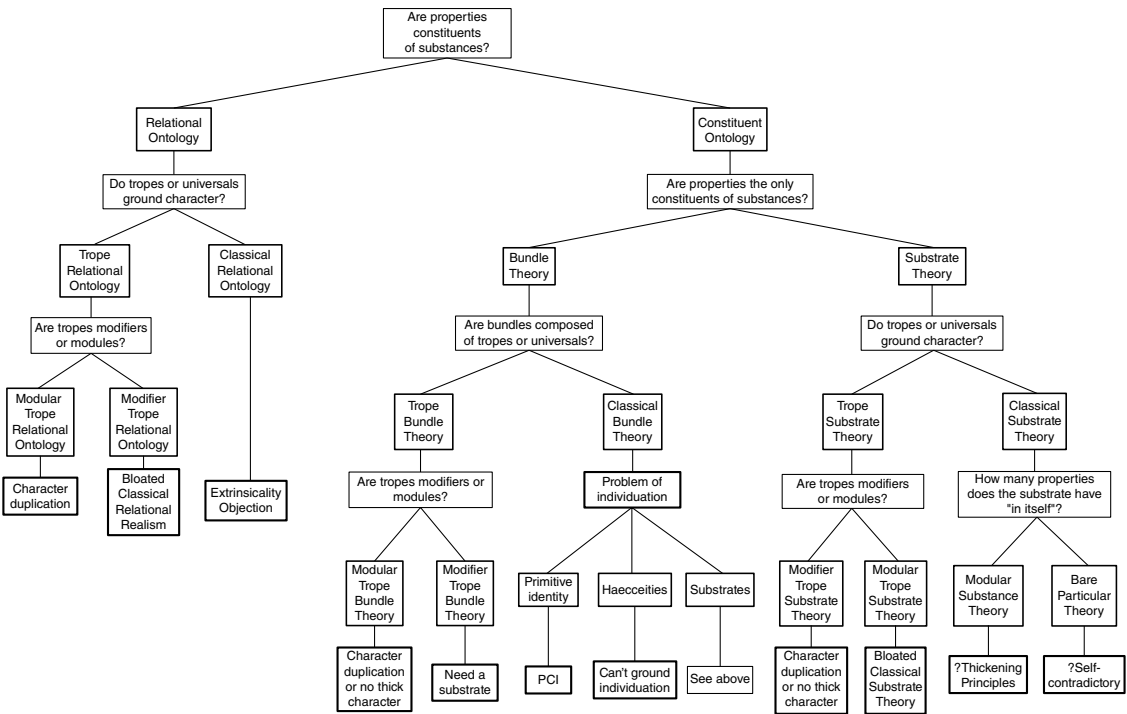 Are properties
constituents
of substances?
Relational
Ontology
Constituent
Ontology
Do tropes or universals
ground character?
Are properties the only
constituents of substances?
Trope
Relational
Ontology
Classical
Relational
Ontology
Bundle
Theory
Substrate
Theory
Are tropes modifiers
or modules?
Are bundles composed
of tropes or universals?
Do tropes or universals
ground character?
Modular
Trope
Relational
Ontology
Modifier
Trope
Relational
Ontology
Trope
Bundle
Theory
Classical
Bundle
Theory
Trope
Substrate
Theory
Classical
Substrate
Theory
Character
duplication
Bloated
Classical
Relational
Realism
Extrinsicality
Objection
Are tropes modifiers or
modules?
Problem of
individuation
Are tropes modifiers
or modules?
How many properties
does the substrate have
"in itself"?
Modular
Trope
Bundle
Theory
Modifier
Trope
Bundle
Theory
Primitive
identity
Haecceities
Substrates
Modifier
Trope
Substrate
Theory
Modular
Trope
Substrate
Theory
Modular
Substance
Theory
Bare
Particular
Theory
Character
duplication
or no thick
character
Need a
substrate
PCI
Can't ground
individuation
See above
Character
duplication
or no thick
character
Bloated
Classical
Substrate
Theory
?Thickening
Principles
?Self-
contradictory